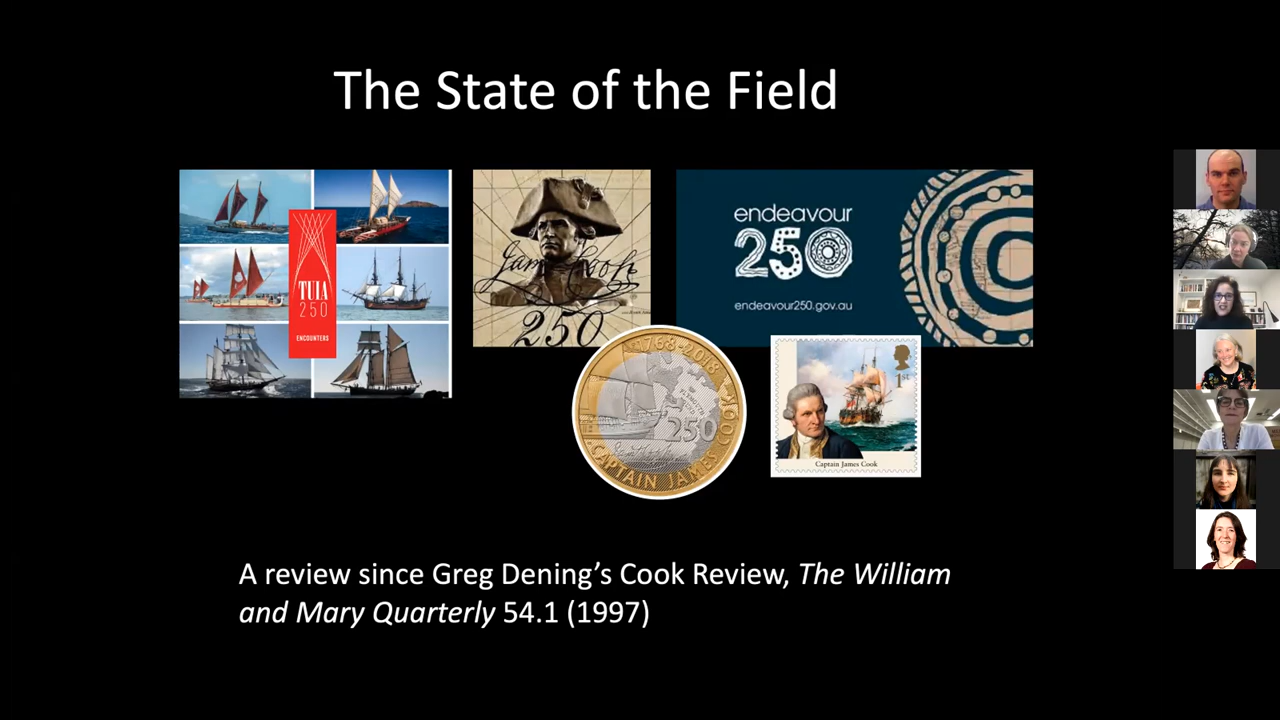 The State of the Field
TUIA
250
ENCOUNTERS
James Cook
250
endeavour
250
endeavour250.gov.au
1768-2018
250
CAPTAIN JAMES COOK
1st
Captain James Cook
A review since Greg Dening’s Cook Review, The William
and Mary Quarterly 54.1 (1997)